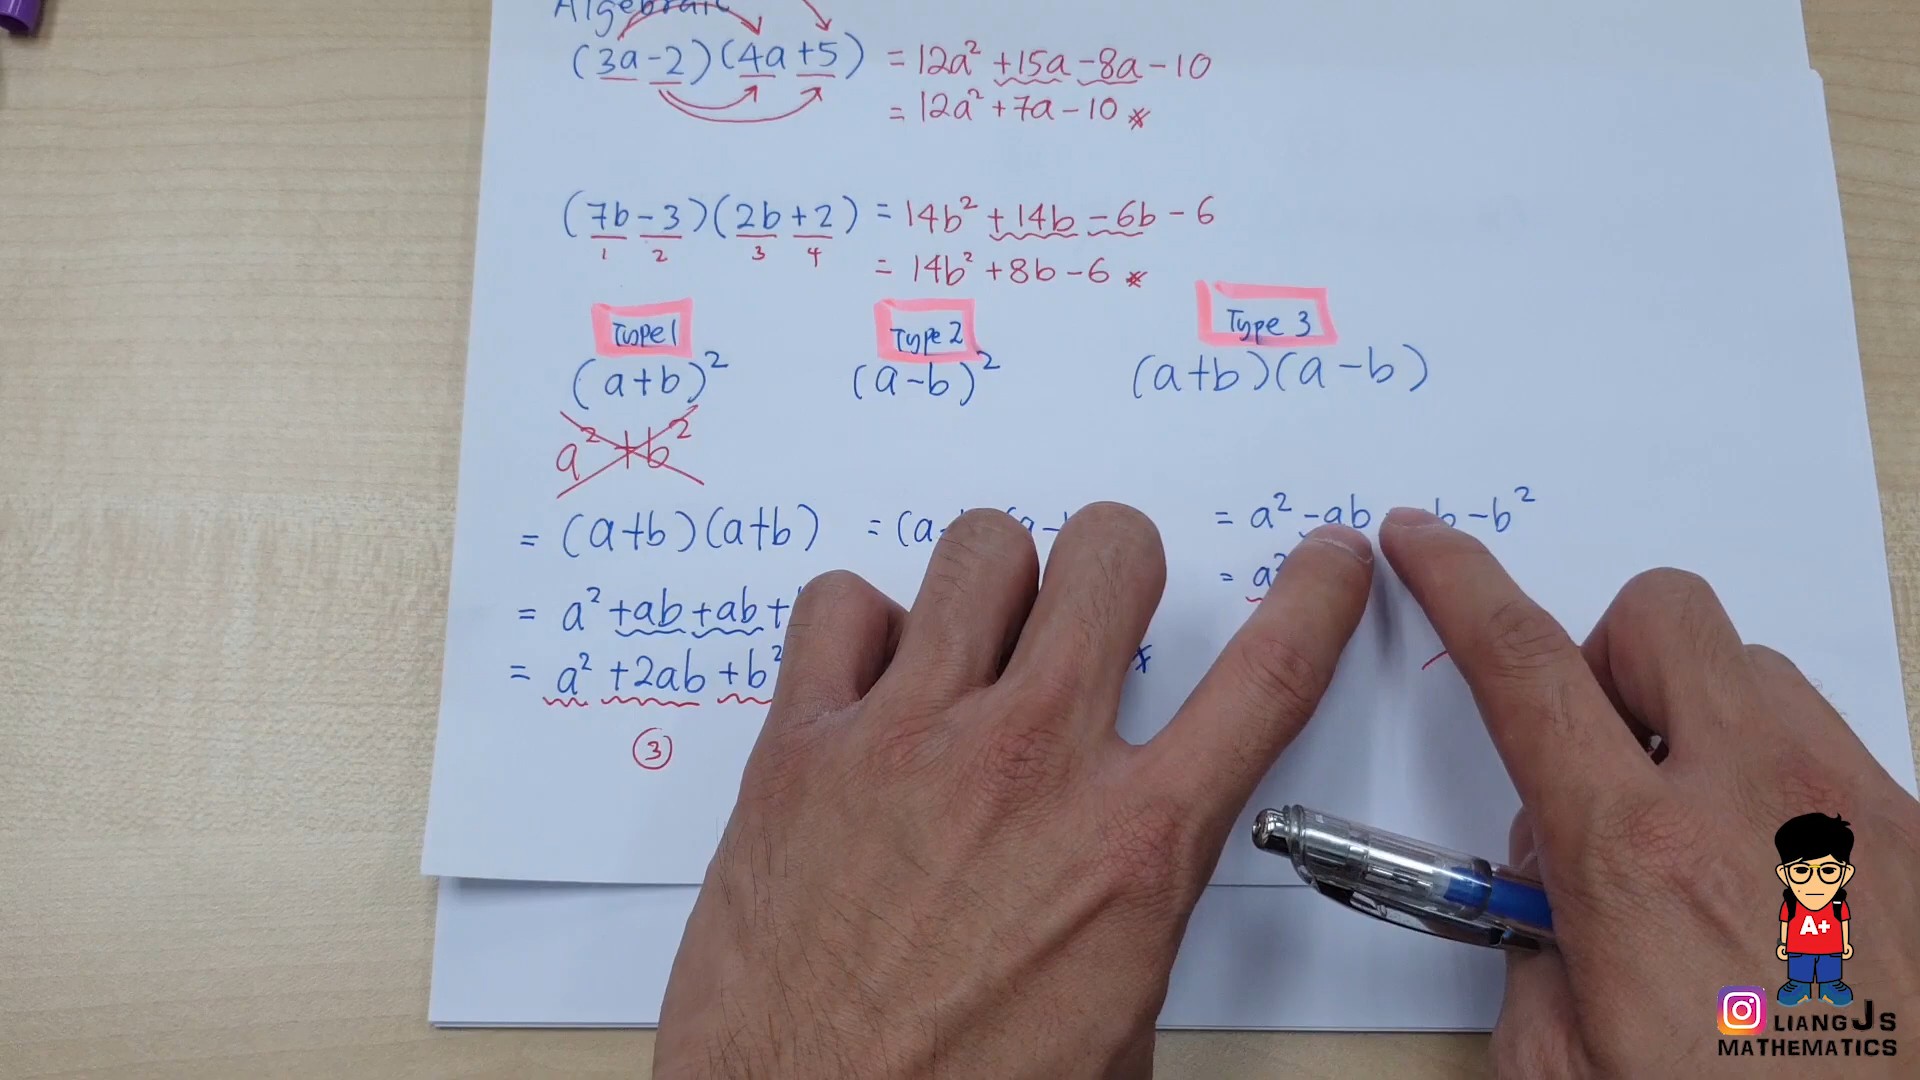 Algebraic
(3a-2)(4a+5) = 12a² +15a -8a -10
= 12a² +7a -10 *
(7b-3)(2b+2) = 14b² +14b -6b -6
1 2 3 4
= 14b² +8b -6 *
Type 1 Type 2 Type 3
(a+b)² (a-b)² (a+b)(a-b)
a² + b²
= (a+b)(a+b) = (a
= a² -ab b -b²
= a² +ab +ab +
= a²
= a² +2ab +b²
3
A+
LIANGJS
MATHEMATICS